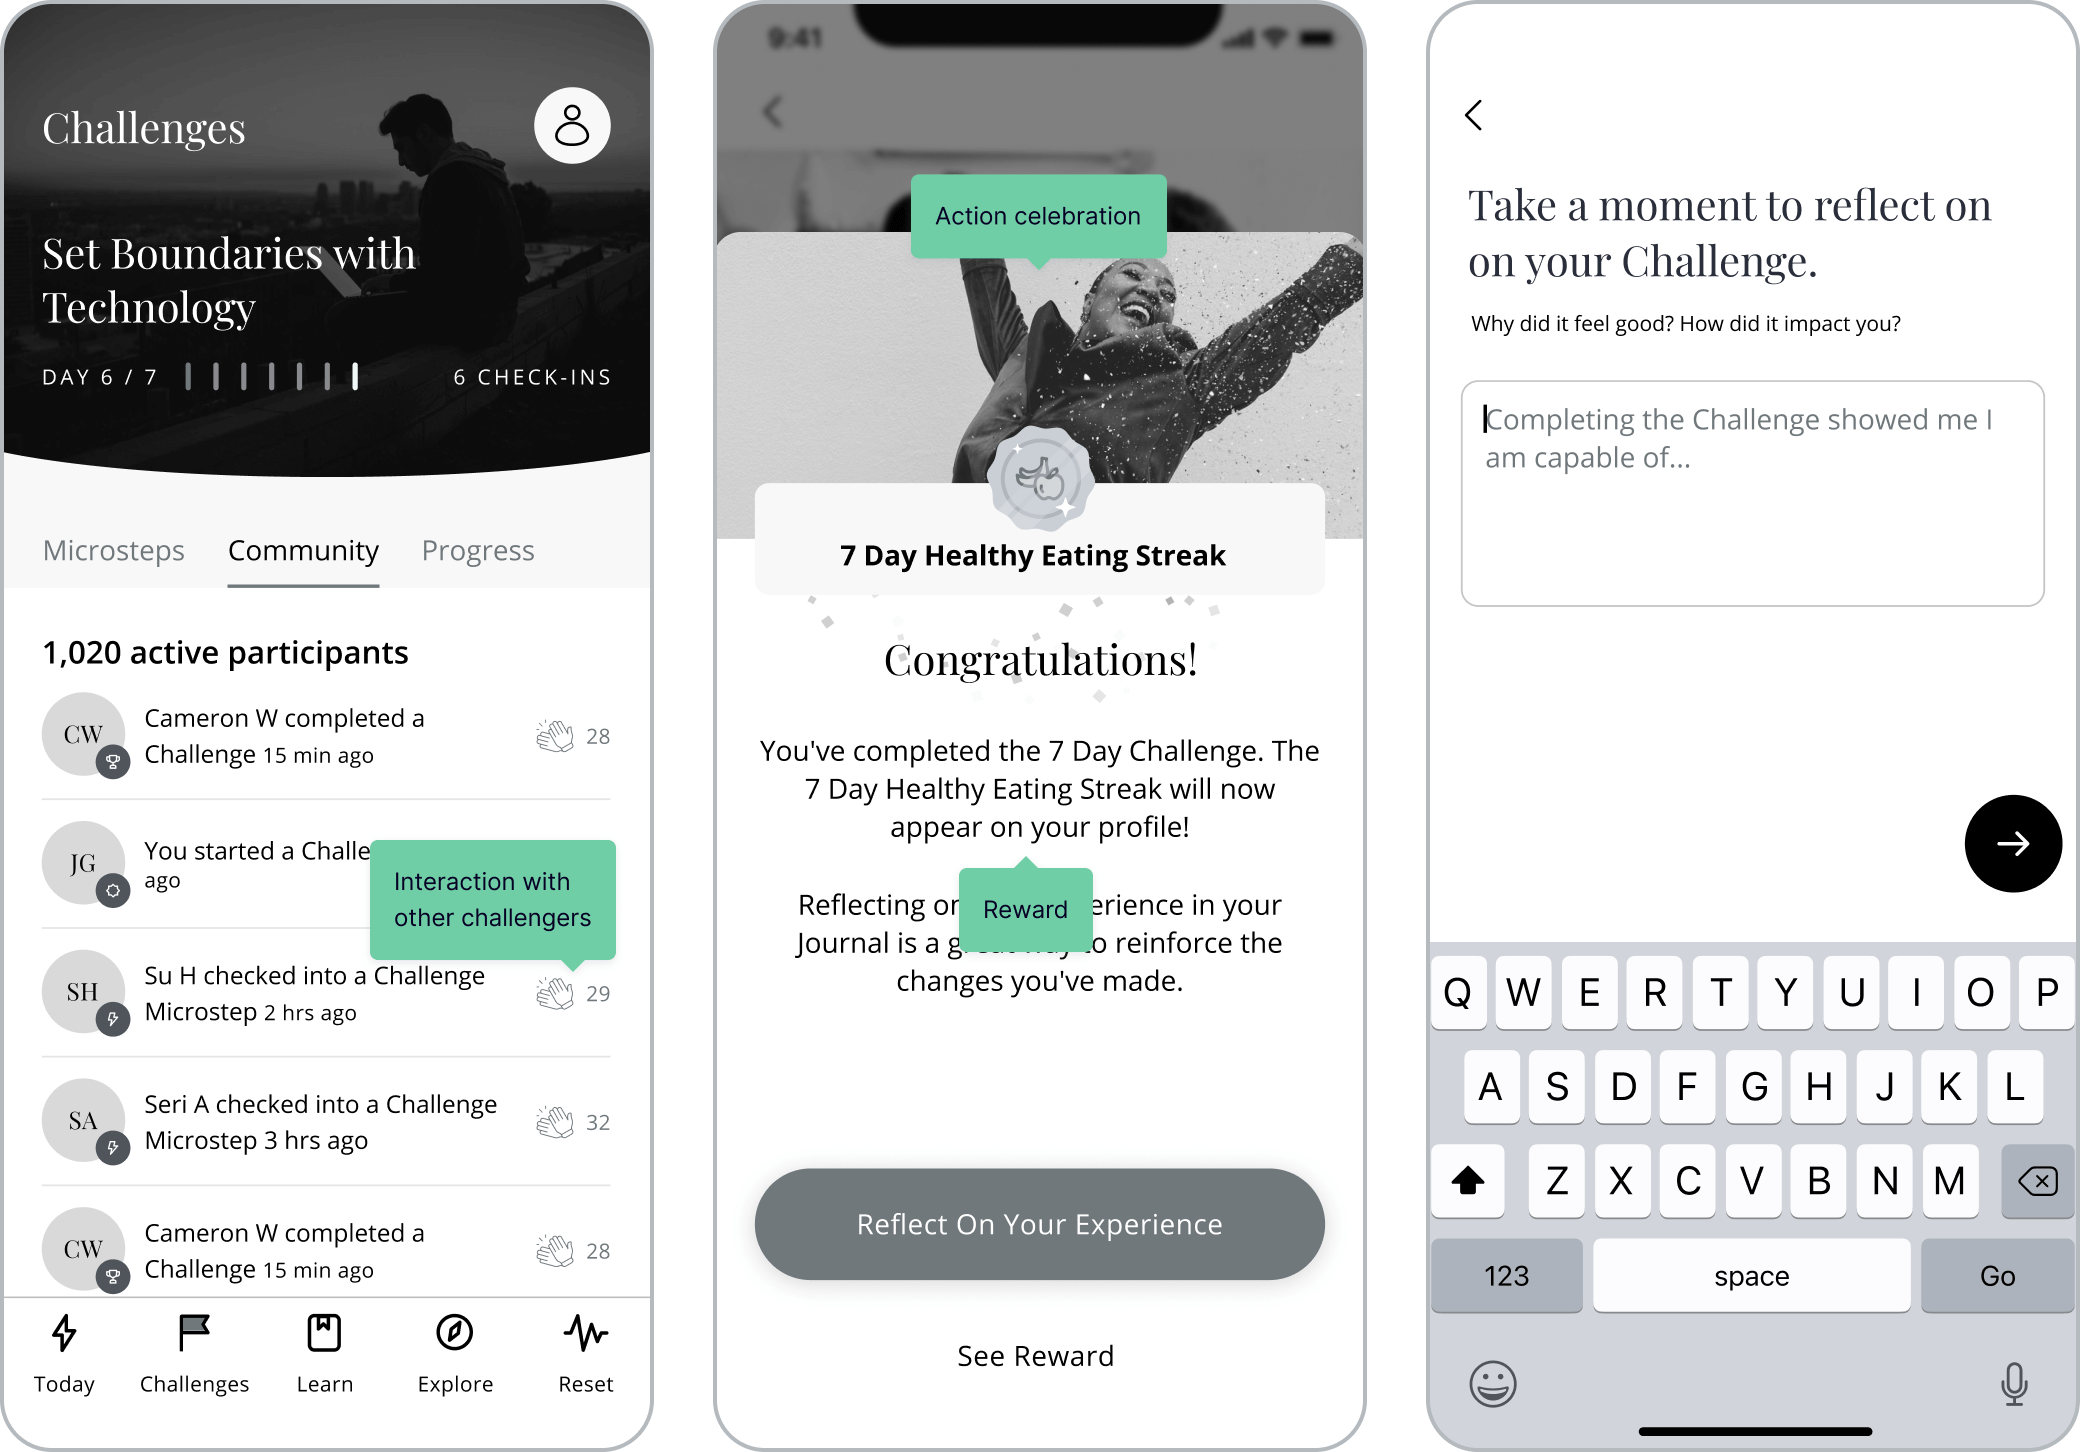 Challenges
Set Boundaries with
Technology
DAY 6 / 7
6 CHECK-INS
Microsteps
Community
Progress
1,020 active participants
CW
Cameron W completed a
Challenge 15 min ago
28
JG
You started a Challe
ago
Interaction with
other challengers
SH
Su H checked into a Challenge
Microstep 2 hrs ago
29
SA
Seri A checked into a Challenge
Microstep 3 hrs ago
32
CW
Cameron W completed a
Challenge 15 min ago
28
Today
Challenges
Learn
Explore
Reset
9:41
Action celebration
7 Day Healthy Eating Streak
Congratulations!
You've completed the 7 Day Challenge. The
7 Day Healthy Eating Streak will now
appear on your profile!
Reward
Reflecting on erience in your
Journal is a to reinforce the
changes you've made.
Reflect On Your Experience
See Reward
Take a moment to reflect on
on your Challenge.
Why did it feel good? How did it impact you?
Completing the Challenge showed me I
am capable of...
Q W E R T Y U I O P
A S D F G H J K L
Z X C V B N M
123
space
Go